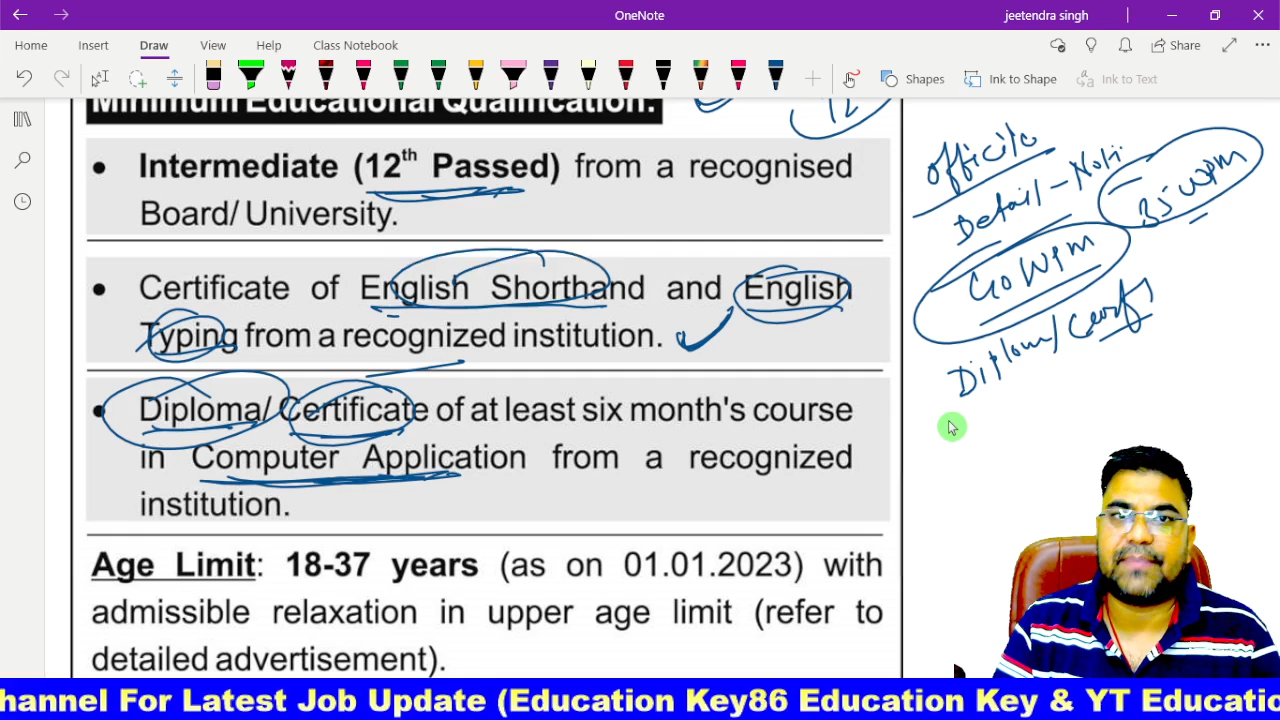 OneNote
jeetendra singh
Home Insert Draw View Help Class Notebook
Share
Shapes Ink to Shape Ink to Text
Minimum Educational Qualification:
12
• Intermediate (12th Passed) from a recognised
Board/ University.
• Certificate of English Shorthand and English
Typing from a recognized institution.
• Diploma/ Certificate of at least six month's course
in Computer Application from a recognized
institution.
Age Limit: 18-37 years (as on 01.01.2023) with
admissible relaxation in upper age limit (refer to
detailed advertisement).
Detail - Noti
35 WPM
WPM
Diplom/
hannel For Latest Job Update (Education Key86 Education Key & YT Educatio